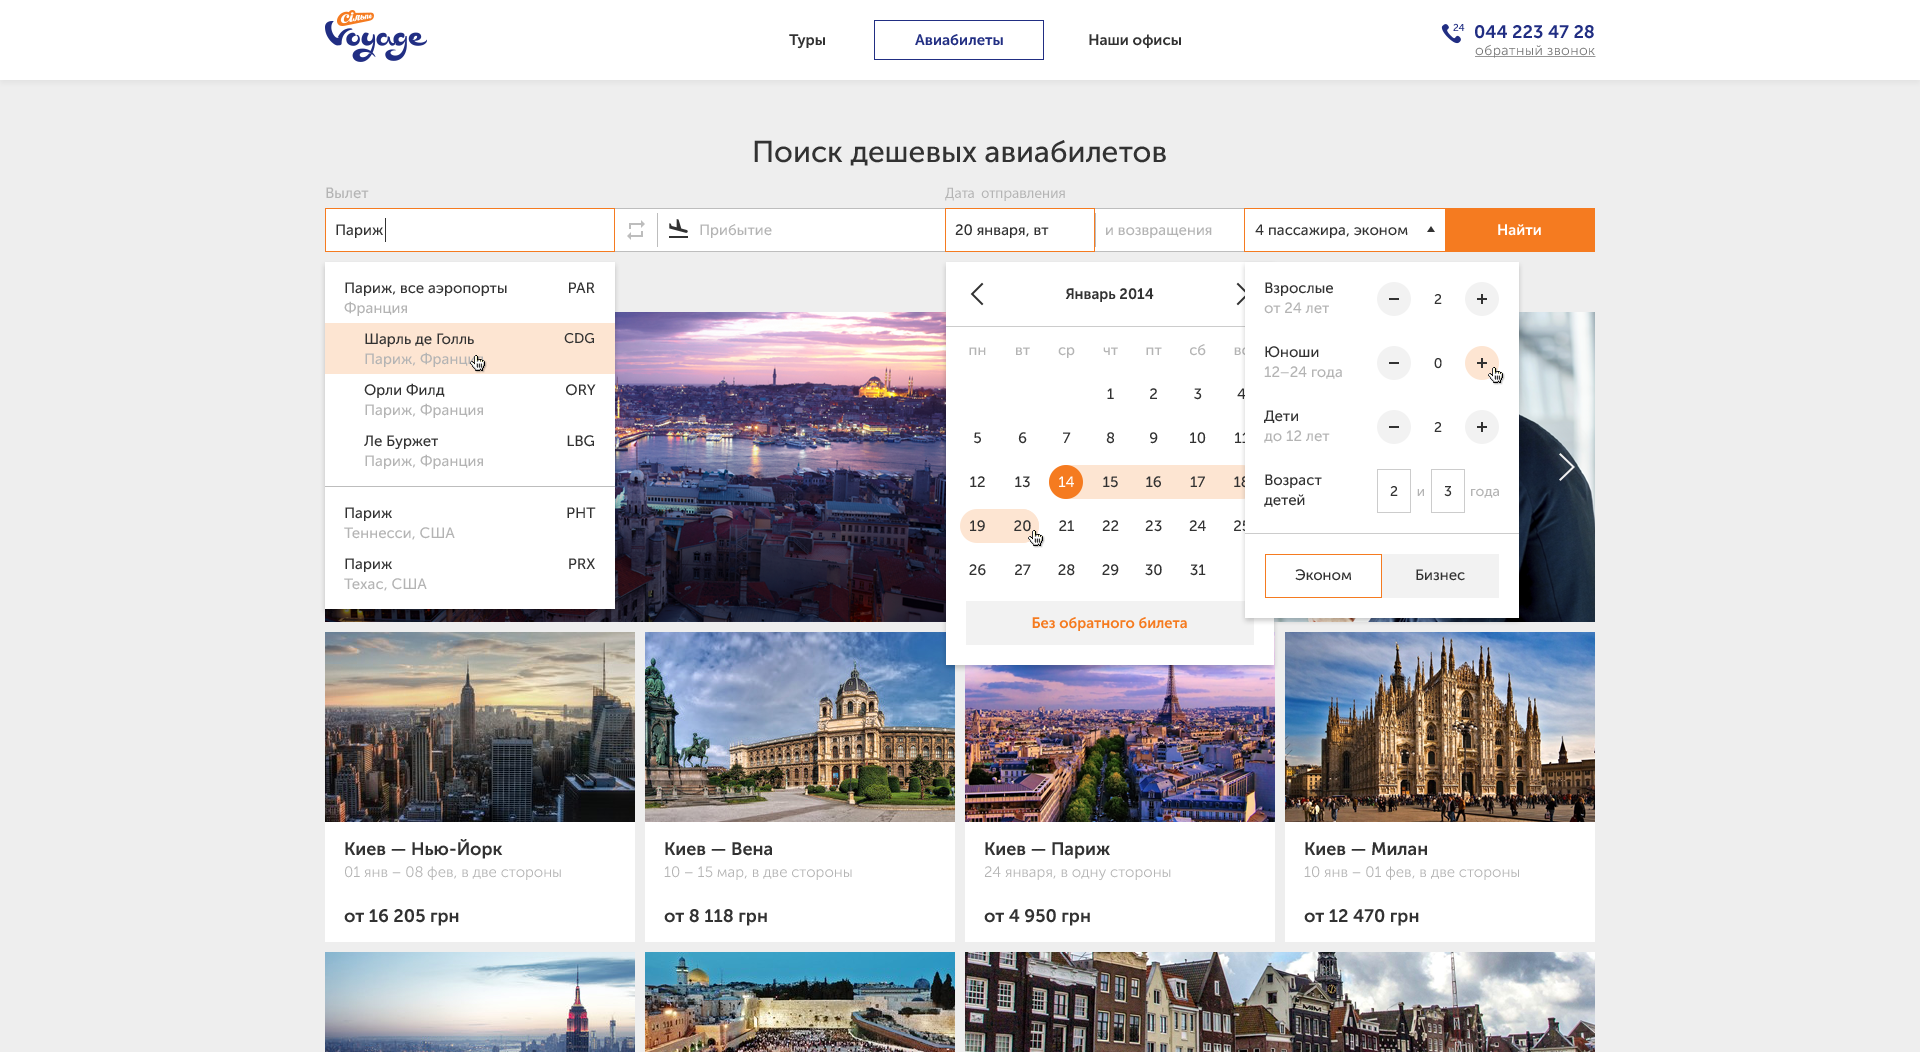 Сільпо
Voyage
Туры
Авиабилеты
Наши офисы
24
044 223 47 28
обратный звонок
Поиск дешевых авиабилетов
Вылет
Дата отправления
Париж
Прибытие
20 января, вт
и возвращения
4 пассажира, эконом
Найти
Париж, все аэропорты PAR
Франция
Шарль де Голль CDG
Париж, Франц
Орли Филд ORY
Париж, Франция
Ле Буржет LBG
Париж, Франция
Париж PHT
Теннесси, США
Париж PRX
Техас, США
Январь 2014
пн вт ср чт пт сб вс
1 2 3 4
5 6 7 8 9 10 11
12 13 14 15 16 17 18
19 20 21 22 23 24 25
26 27 28 29 30 31
Без обратного билета
Взрослые
от 24 лет
− 2 +
Юноши
12–24 года
− 0 +
Дети
до 12 лет
− 2 +
Возраст
детей
2 и 3 года
Эконом
Бизнес
Киев — Нью-Йорк
01 янв – 08 фев, в две стороны
от 16 205 грн
Киев — Вена
10 – 15 мар, в две стороны
от 8 118 грн
Киев — Париж
24 января, в одну стороны
от 4 950 грн
Киев — Милан
10 янв – 01 фев, в две стороны
от 12 470 грн